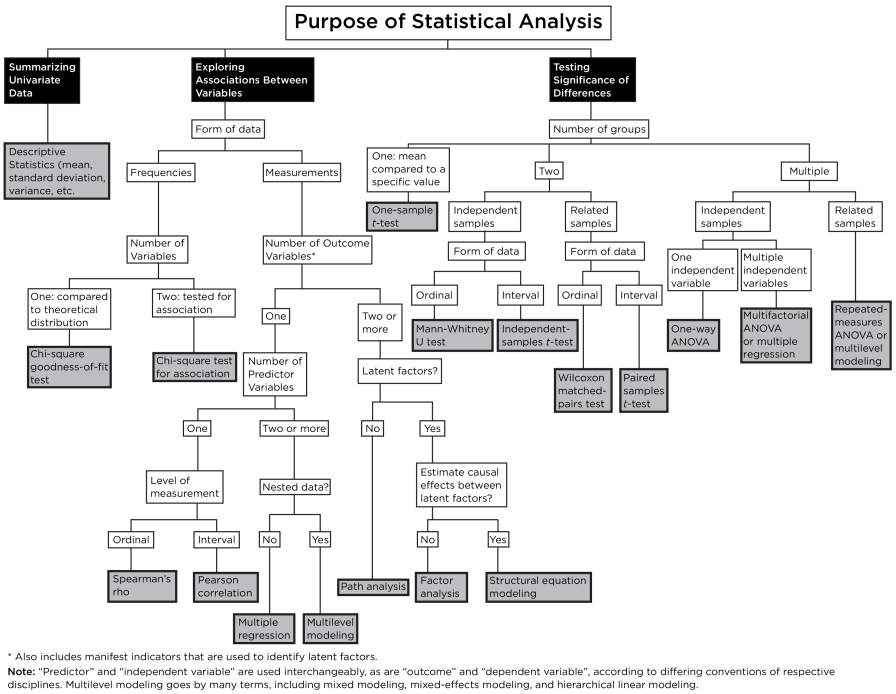 Purpose of Statistical Analysis
Summarizing
Univariate
Data
Exploring
Associations Between
Variables
Testing
Significance of
Differences
Descriptive
Statistics (mean,
standard deviation,
variance, etc.
Form of data
Frequencies
Measurements
Number of
Variables
Number of Outcome
Variables*
One: compared
to theoretical
distribution
Two: tested for
association
Chi-square
goodness-of-fit
test
Chi-square test
for association
One
Two or
more
Number of
Predictor
Variables
Latent factors?
One
Two or more
No
Yes
Level of
measurement
Nested data?
Estimate causal
effects between
latent factors?
Ordinal
Interval
No
Yes
No
Yes
Spearman's
rho
Pearson
correlation
Multiple
regression
Multilevel
modeling
Path analysis
Factor
analysis
Structural equation
modeling
Number of groups
One: mean
compared to a
specific value
Two
Multiple
One-sample
t-test
Independent
samples
Related
samples
Form of data
Form of data
Ordinal
Interval
Ordinal
Interval
Mann-Whitney
U test
Independent-
samples t-test
Wilcoxon
matched-
pairs test
Paired
samples
t-test
Independent
samples
Related
samples
One
independent
variable
Multiple
independent
variables
One-way
ANOVA
Multifactorial
ANOVA
or multiple
regression
Repeated-
measures
ANOVA or
multilevel
modeling
* Also includes manifest indicators that are used to identify latent factors.
Note: “Predictor” and “independent variable” are used interchangeably, as are “outcome” and “dependent variable”, according to differing conventions of respective
disciplines. Multilevel modeling goes by many terms, including mixed modeling, mixed-effects modeling, and hierarchical linear modeling.